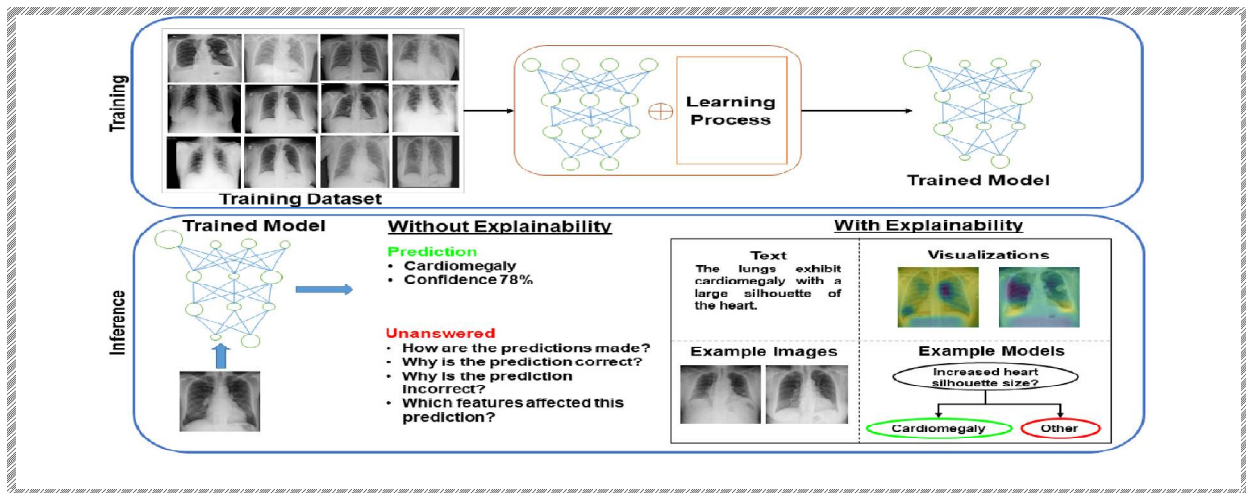 Training
Training Dataset
Learning
Process
Trained Model
Inference
Trained Model
Without Explainability
Prediction
• Cardiomegaly
• Confidence 78%
Unanswered
• How are the predictions made?
• Why is the prediction correct?
• Why is the prediction
incorrect?
• Which features affected this
prediction?
With Explainability
Text
The lungs exhibit
cardiomegaly with a
large silhouette of
the heart.
Visualizations
Example Images
Example Models
Increased heart
silhouette size?
Cardiomegaly
Other